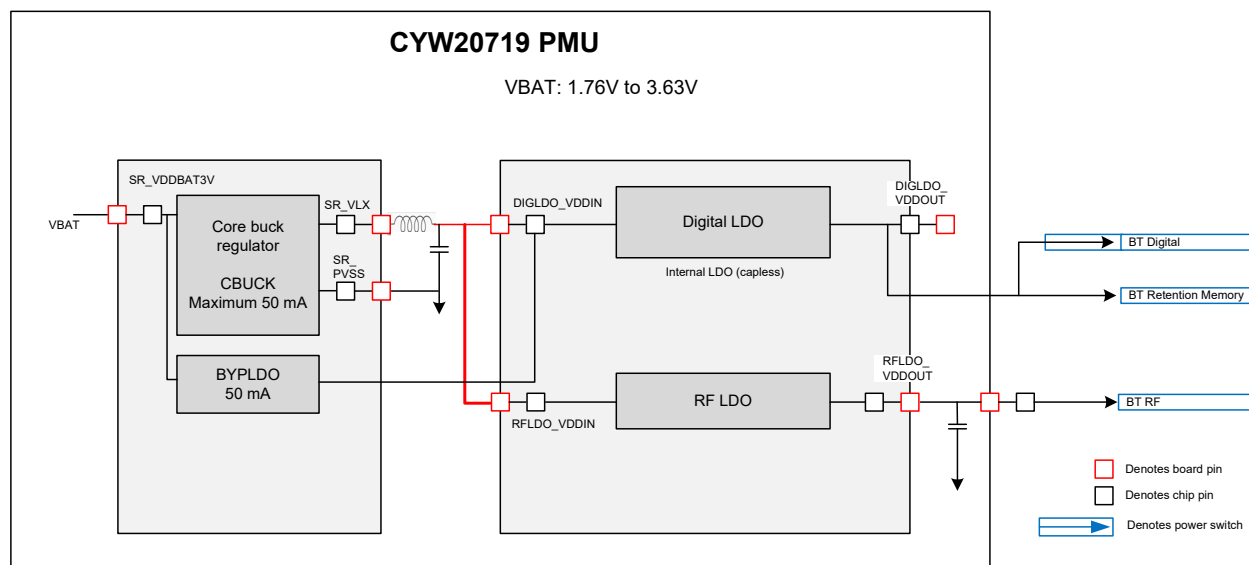 CYW20719 PMU
VBAT: 1.76V to 3.63V
SR_VDDBAT3V
VBAT
Core buck
regulator
CBUCK
Maximum 50 mA
SR_VLX
SR_
PVSS
BYPLDO
50 mA
DIGLDO_VDDIN
Digital LDO
Internal LDO (capless)
DIGLDO_
VDDOUT
RFLDO_VDDIN
RF LDO
RFLDO_
VDDOUT
BT Digital
BT Retention Memory
BT RF
Denotes board pin
Denotes chip pin
Denotes power switch